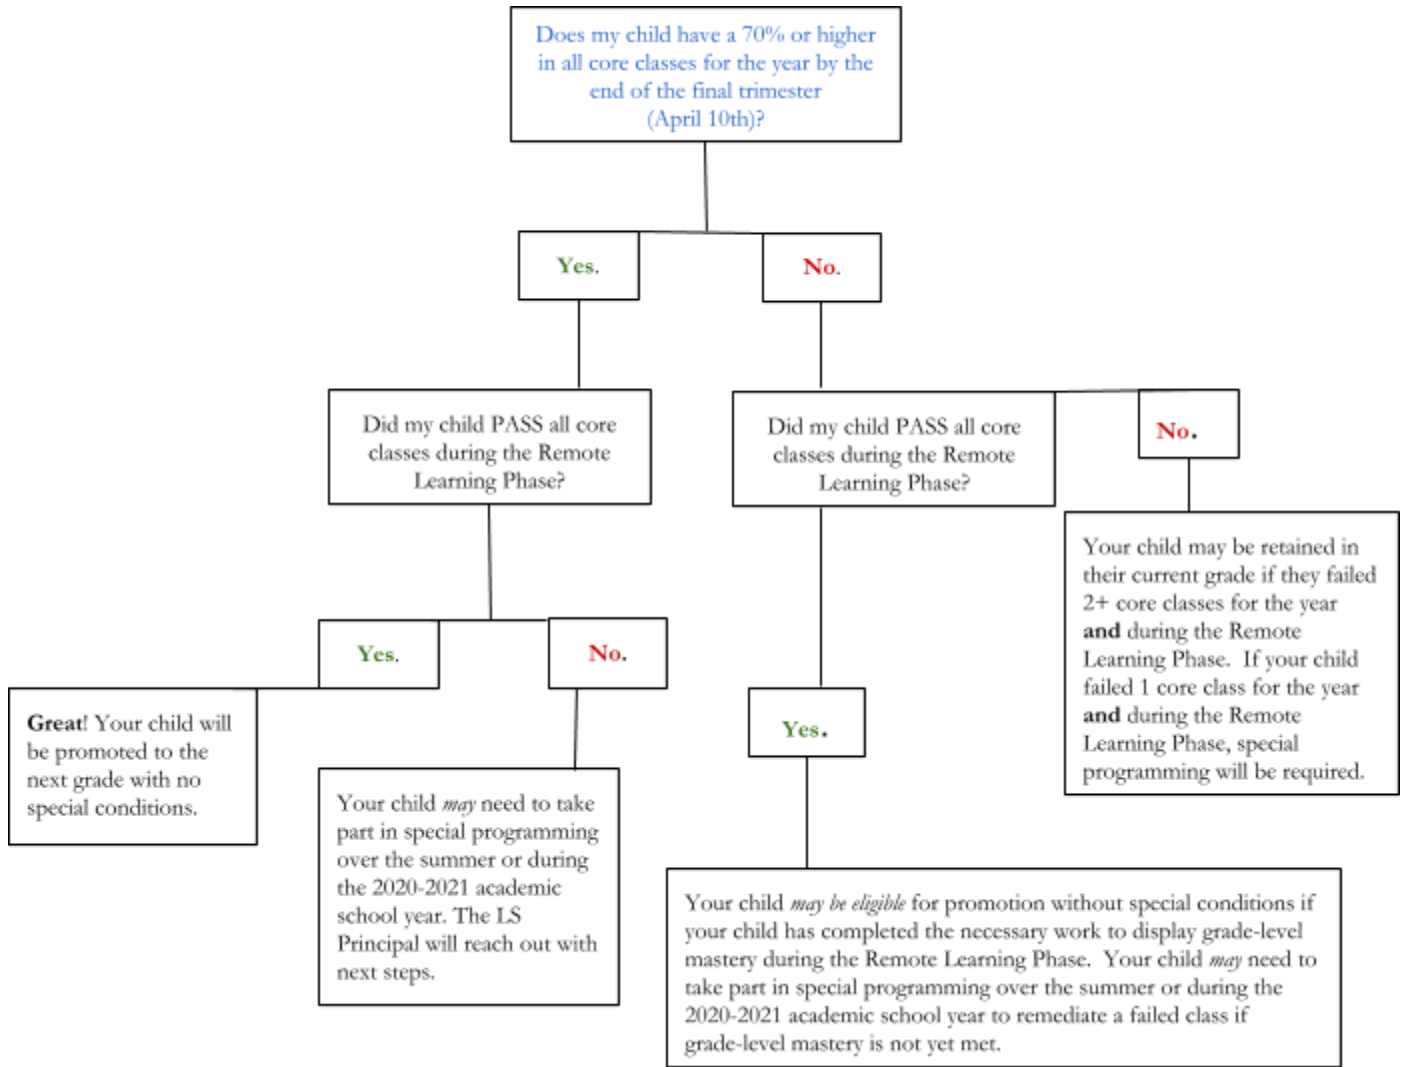 Does my child have a 70% or higher
in all core classes for the year by the
end of the final trimester
(April 10th)?
Yes.
No.
Did my child PASS all core
classes during the Remote
Learning Phase?
Did my child PASS all core
classes during the Remote
Learning Phase?
No.
Your child may be retained in
their current grade if they failed
2+ core classes for the year
and during the Remote
Learning Phase. If your child
failed 1 core class for the year
and during the Remote
Learning Phase, special
programming will be required.
Yes.
No.
Great! Your child will
be promoted to the
next grade with no
special conditions.
Your child may need to take
part in special programming
over the summer or during
the 2020-2021 academic
school year. The LS
Principal will reach out with
next steps.
Yes.
Your child may be eligible for promotion without special conditions if
your child has completed the necessary work to display grade-level
mastery during the Remote Learning Phase. Your child may need to
take part in special programming over the summer or during the
2020-2021 academic school year to remediate a failed class if
grade-level mastery is not yet met.